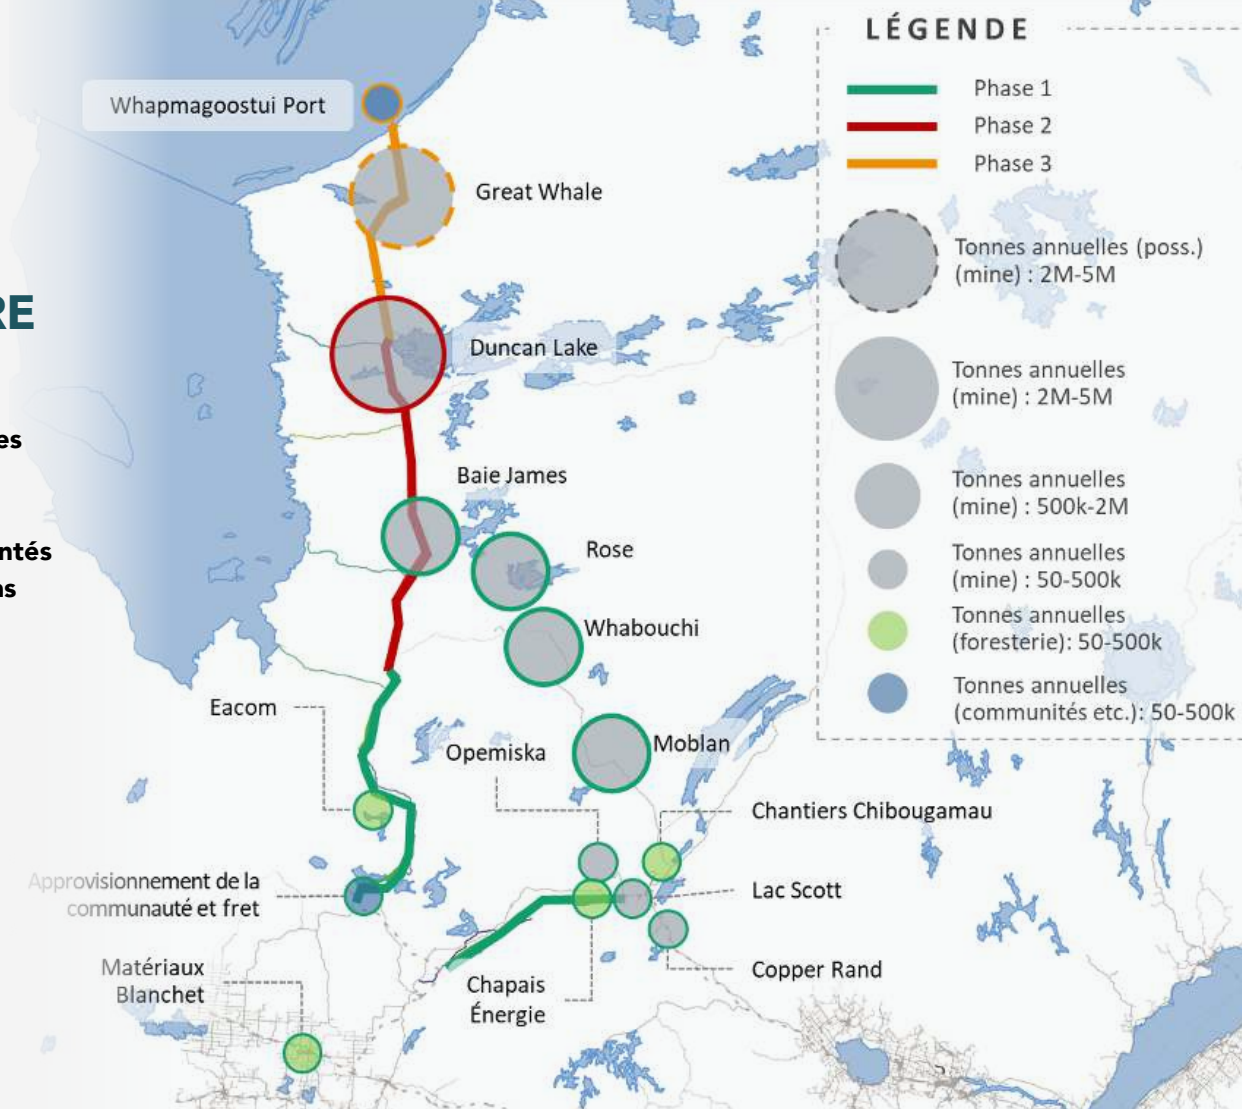 LÉGENDE
Phase 1
Phase 2
Phase 3
Tonnes annuelles (poss.)
(mine) : 2M-5M
Tonnes annuelles
(mine) : 2M-5M
Tonnes annuelles
(mine) : 500k-2M
Tonnes annuelles
(mine) : 50-500k
Tonnes annuelles
(foresterie): 50-500k
Tonnes annuelles
(communités etc.): 50-500k
Whapmagoostui Port
Great Whale
RE
Duncan Lake
es
Baie James
ntés
Rose
ns
Whabouchi
Eacom
Opemiska
Moblan
Chantiers Chibougamau
Approvisionnement de la
communauté et fret
Lac Scott
Matériaux
Blanchet
Chapais
Énergie
Copper Rand